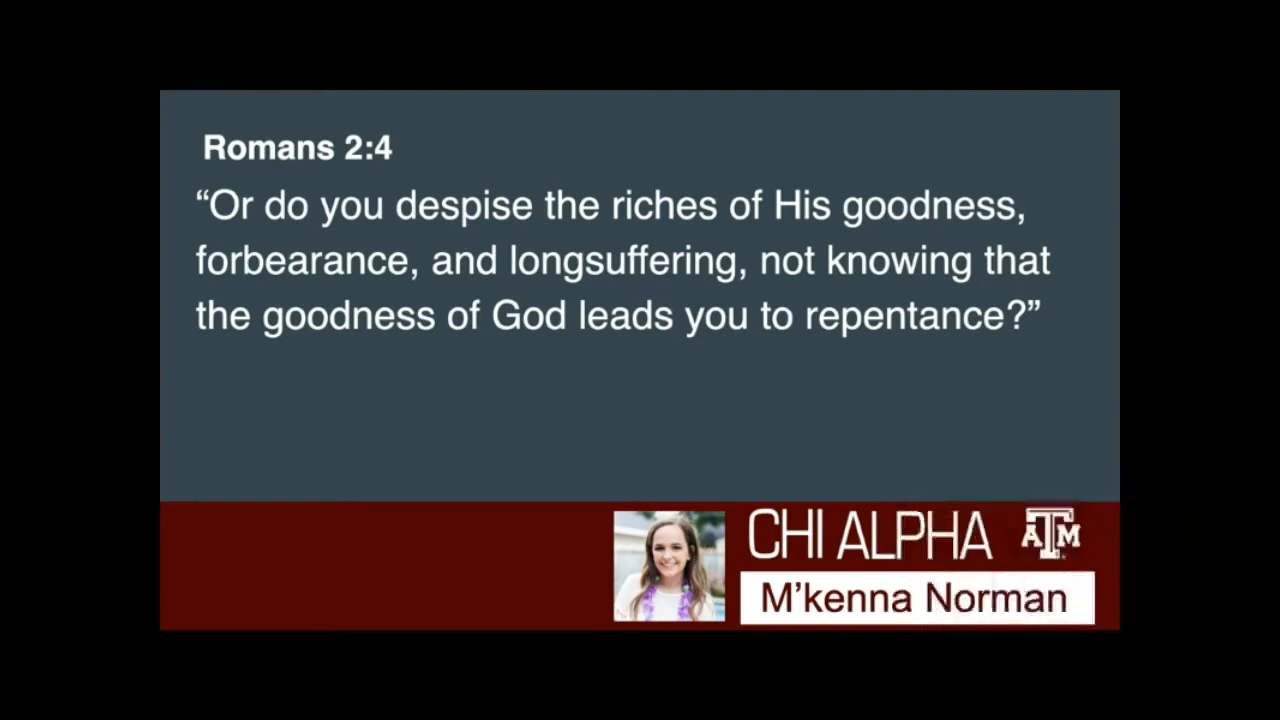 Romans 2:4
“Or do you despise the riches of His goodness,
forbearance, and longsuffering, not knowing that
the goodness of God leads you to repentance?”
CHI ALPHA
ATM
M’kenna Norman